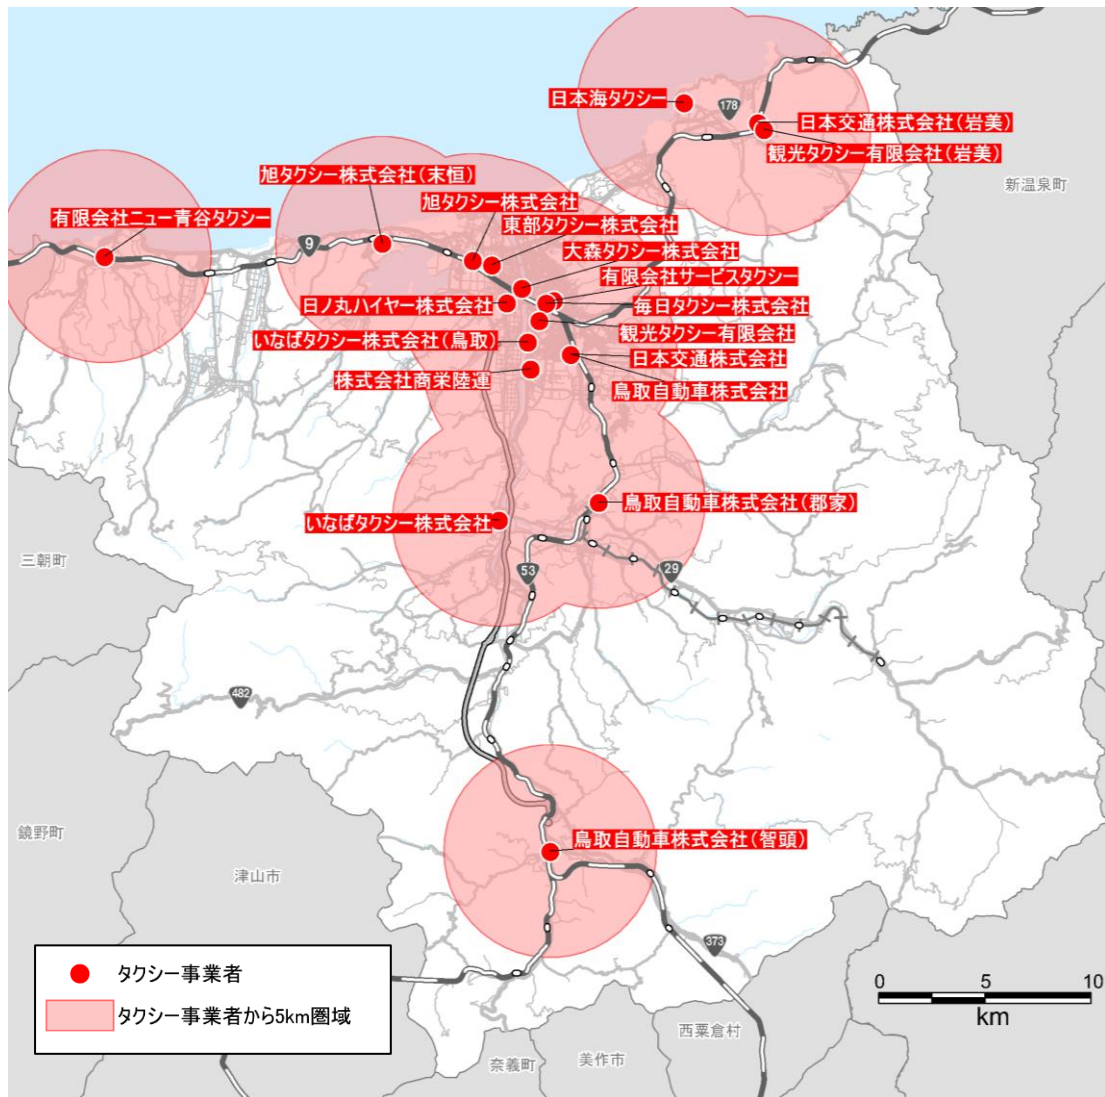 日本海タクシー
178
日本交通株式会社(岩美)
観光タクシー有限会社(岩美)
新温泉町
旭タクシー株式会社(末恒)
旭タクシー株式会社
有限会社ニュー青谷タクシー
東部タクシー株式会社
9
大森タクシー株式会社
有限会社サービスタクシー
日ノ丸ハイヤー株式会社
毎日タクシー株式会社
観光タクシー有限会社
いなばタクシー株式会社(鳥取)
日本交通株式会社
株式会社商栄陸運
鳥取自動車株式会社
鳥取自動車株式会社(郡家)
いなばタクシー株式会社
三朝町
53
29
482
鏡野町
鳥取自動車株式会社(智頭)
津山市
373
タクシー事業者
タクシー事業者から5km圏域
0 5 10
km
西粟倉村
奈義町
美作市